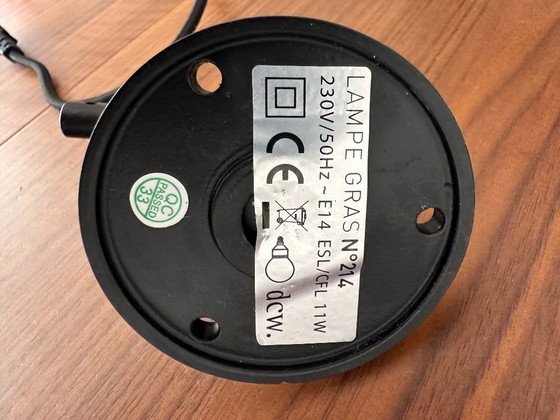 LAMPE GRAS N°214
230V/50Hz ~ E14 ESL/CFL 11W
CE
dcw.
QC
PASSED
33